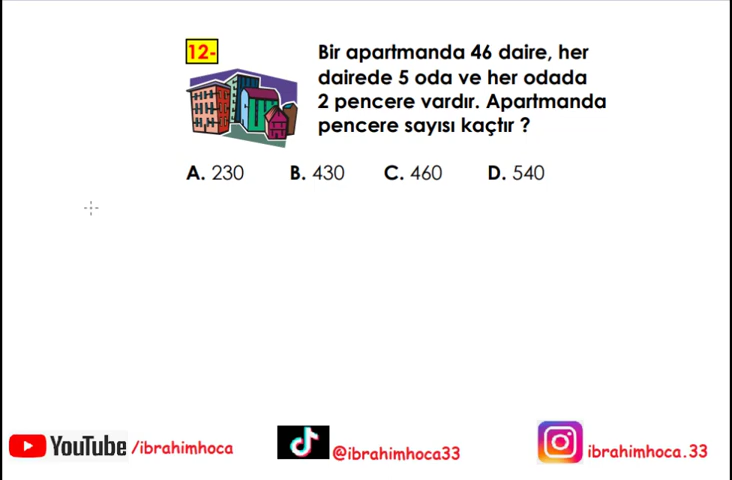 12-
Bir apartmanda 46 daire, her
dairede 5 oda ve her odada
2 pencere vardır. Apartmanda
pencere sayısı kaçtır ?
A. 230 B. 430 C. 460 D. 540
YouTube /ibrahimhoca
@ibrahimhoca33
ibrahimhoca.33